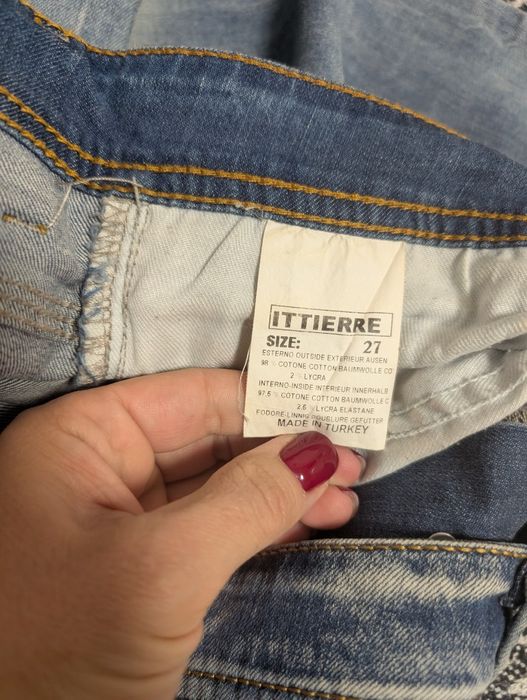 ITTIERRE
SIZE: 27
ESTERNO OUTSIDE EXTERIEUR AUSEN
98 % COTONE COTTON BAUMWOLLE CO
2 % LYCRA
INTERNO-INSIDE INTERIEUR INNERHALB
97,5 % COTONE COTTON BAUMWOLLE C
2,5 % LYCRA ELASTANE
FODORE-LINNIG DOUBLURE GEFUTTER
MADE IN TURKEY